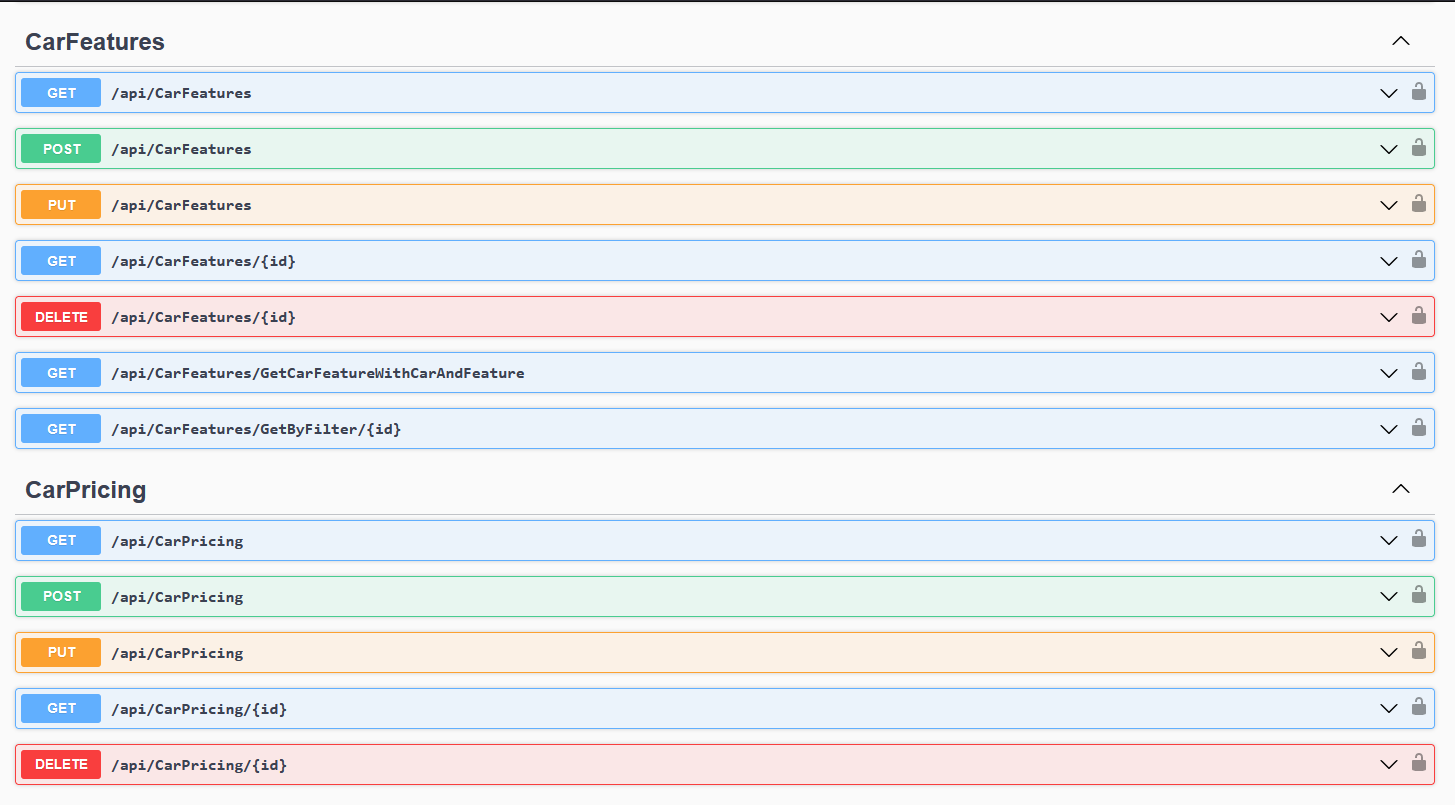 CarFeatures
GET /api/CarFeatures
POST /api/CarFeatures
PUT /api/CarFeatures
GET /api/CarFeatures/{id}
DELETE /api/CarFeatures/{id}
GET /api/CarFeatures/GetCarFeatureWithCarAndFeature
GET /api/CarFeatures/GetByFilter/{id}
CarPricing
GET /api/CarPricing
POST /api/CarPricing
PUT /api/CarPricing
GET /api/CarPricing/{id}
DELETE /api/CarPricing/{id}